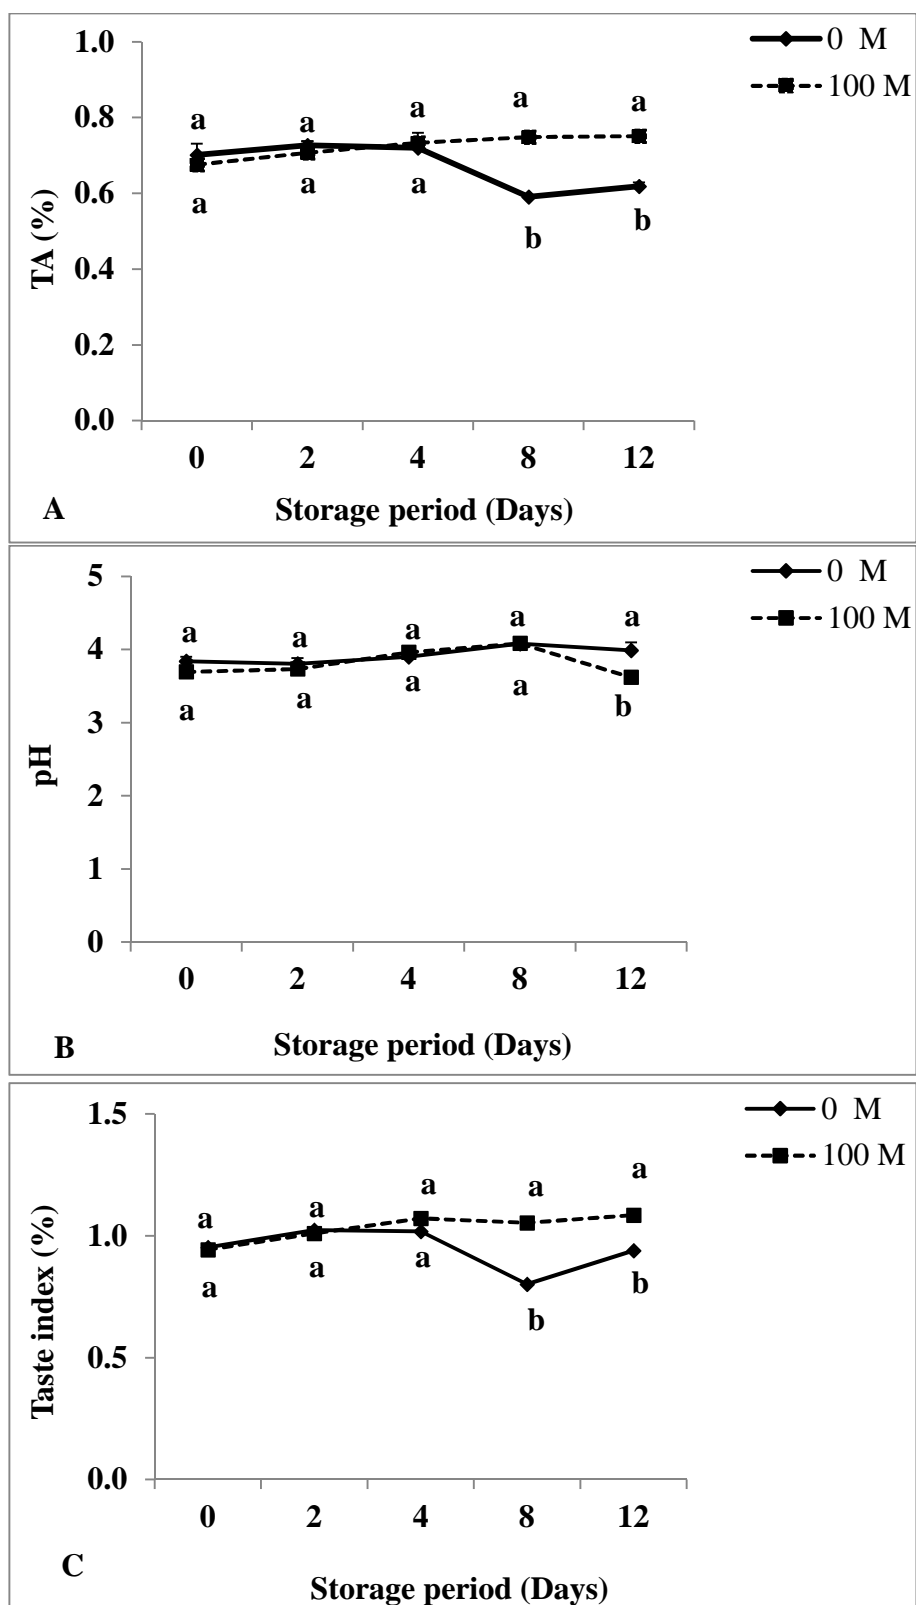 1.0
0.8
0.6
0.4
0.2
0.0
TA (%)
0 M
100 M
a a a a a
a a a b b
0 2 4 8 12
A
Storage period (Days)
5
4
3
2
1
0
pH
0 M
100 M
a a a a a
a a a a b
0 2 4 8 12
B
Storage period (Days)
1.5
1.0
0.5
0.0
Taste index (%)
0 M
100 M
a a a a a
a a a b b
0 2 4 8 12
C
Storage period (Days)